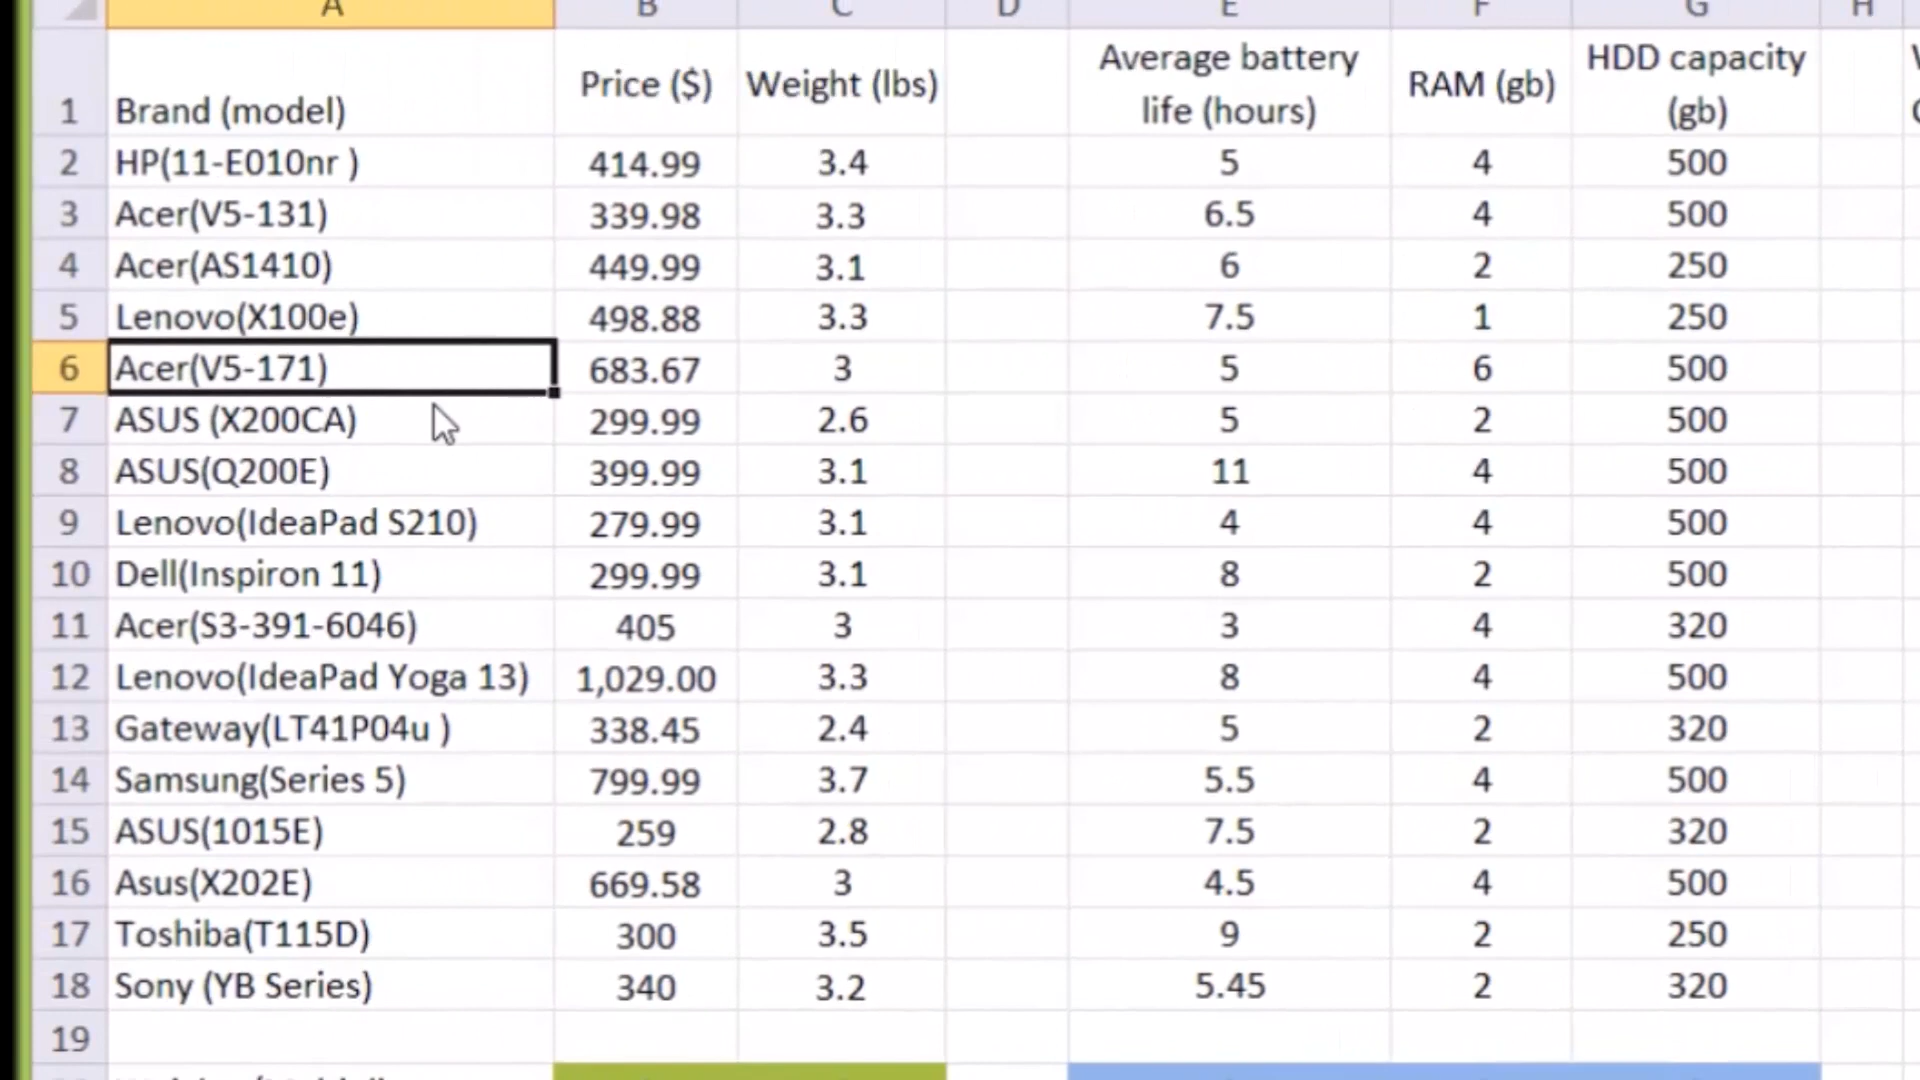 A B C D E F G H
1 Brand (model) Price ($) Weight (lbs) Average battery life (hours) RAM (gb) HDD capacity (gb)
2 HP(11-E010nr ) 414.99 3.4 5 4 500
3 Acer(V5-131) 339.98 3.3 6.5 4 500
4 Acer(AS1410) 449.99 3.1 6 2 250
5 Lenovo(X100e) 498.88 3.3 7.5 1 250
6 Acer(V5-171) 683.67 3 5 6 500
7 ASUS (X200CA) 299.99 2.6 5 2 500
8 ASUS(Q200E) 399.99 3.1 11 4 500
9 Lenovo(IdeaPad S210) 279.99 3.1 4 4 500
10 Dell(Inspiron 11) 299.99 3.1 8 2 500
11 Acer(S3-391-6046) 405 3 3 4 320
12 Lenovo(IdeaPad Yoga 13) 1,029.00 3.3 8 4 500
13 Gateway(LT41P04u ) 338.45 2.4 5 2 320
14 Samsung(Series 5) 799.99 3.7 5.5 4 500
15 ASUS(1015E) 259 2.8 7.5 2 320
16 Asus(X202E) 669.58 3 4.5 4 500
17 Toshiba(T115D) 300 3.5 9 2 250
18 Sony (YB Series) 340 3.2 5.45 2 320
19